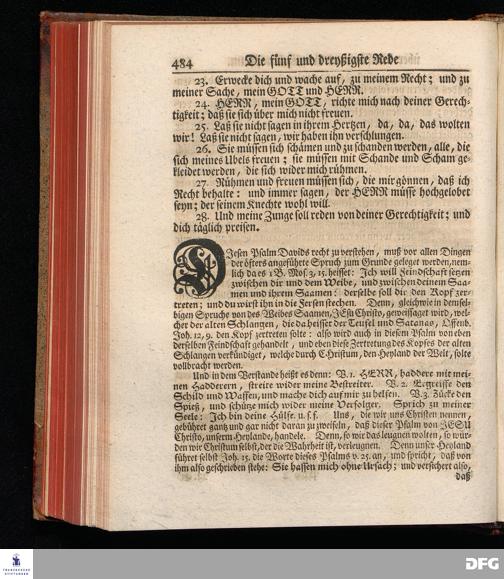 484 Die fünf und dreyßigste Rede
23. Erwecke dich und wache auf, zu meinem Recht; und zu
meiner Sache, mein GOTT und HERR.
24. HERR, mein GOTT, richte mich nach deiner Gerech-
tigkeit; daß sie sich über mich nicht freuen.
25. Laß sie nicht sagen in ihrem Hertzen, da, da, das wolten
wir! Laß sie nicht sagen, wir haben ihn verschlungen.
26. Sie müssen sich schämen und zu schanden werden, alle, die
sich meines Ubels freuen; sie müssen mit Schande und Scham ge-
kleidet werden, die sich wider mich rühmen.
27. Rühmen und freuen müssen sich, die mir gönnen, daß ich
Recht behalte: und immer sagen, der HERR müsse hochgelobet
seyn; der seinem Knechte wohl will.
28. Und meine Zunge soll reden von deiner Gerechtigkeit; und
dich täglich preisen.
DIesen Psalm Davids recht zu verstehen, muß vor allen Dingen
der öfters angeführte Spruch zum Grunde geleget werden, nem-
lich da es 1 B. Mos. 3, 15. heisset: Ich will Feindschaft setzen
zwischen dir und dem Weibe, und zwischen deinem Saa-
men und ihrem Saamen: derselbe soll dir den Kopf zer-
treten; und du wirst ihn in die Fersen stechen. Denn, gleichwie in demsel-
bigen Spruche von des Weibes Saamen, JEsu Christo, geweissaget wird, wel-
cher der alten Schlangen, die da heisset der Teufel und Satanas, Offenb.
Joh. 12, 9. den Kopf zertreten solte: also wird auch in diesem Psalm von eben
derselben Feindschaft gehandelt, und eben diese Zertretung des Kopfes der alten
Schlangen verkündiget, welche durch Christum, den Heyland der Welt, solte
vollbracht werden.
Und in dem Verstande heißt es denn: V. 1. HERR, haddere mit mei-
nen Hadderern, streite wider meine Bestreiter. V. 2. Ergreiffe den
Schild und Waffen, und mache dich auf mir zu helfen. V. 3. Zücke den
Spieß, und schütze mich wider meine Verfolger. Sprich zu meiner
Seele: Ich bin deine Hülfe. u. s. f. Uns, die wir uns Christen nennen,
gebühret gantz und gar nicht daran zu zweifeln, daß dieser Psalm von JESU
Christo, unserm Heylande, handele. Denn, so wir das leugnen wolten, so wür-
den wir Christum selbst, der die Wahrheit ist, verleugnen. Denn unser Heyland
führet selbst Joh. 15. die Worte dieses Psalms v. 25. an, und spricht, daß von
ihm also geschrieben stehe: Sie hassen mich ohne Ursach; und versichert also,
daß
FRANCKESCHE
STIFTUNGEN
DFG